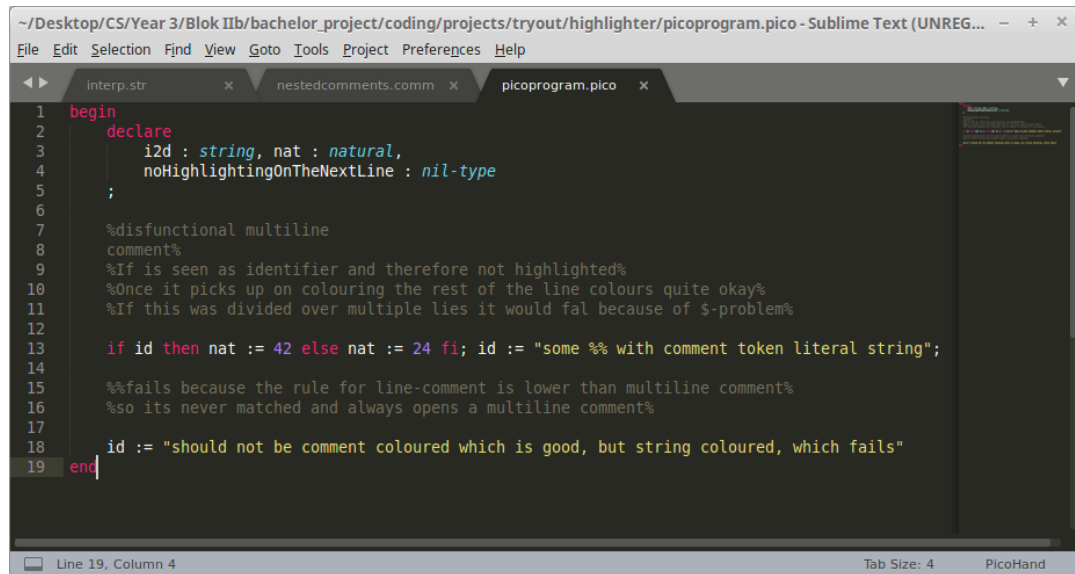 ~/Desktop/CS/Year 3/Blok IIb/bachelor_project/coding/projects/tryout/highlighter/picoprogram.pico - Sublime Text (UNREG...
File Edit Selection Find View Goto Tools Project Preferences Help
interp.str nestedcomments.comm picoprogram.pico
1 begin
2 declare
3 i2d : string, nat : natural,
4 noHighlightingOnTheNextLine : nil-type
5 ;
6
7 %disfunctional multiline
8 comment%
9 %If is seen as identifier and therefore not highlighted%
10 %Once it picks up on colouring the rest of the line colours quite okay%
11 %If this was divided over multiple lies it would fal because of $-problem%
12
13 if id then nat := 42 else nat := 24 fi; id := "some %% with comment token literal string";
14
15 %%fails because the rule for line-comment is lower than multiline comment%
16 %so its never matched and always opens a multiline comment%
17
18 id := "should not be comment coloured which is good, but string coloured, which fails"
19 end
Line 19, Column 4 Tab Size: 4 PicoHand